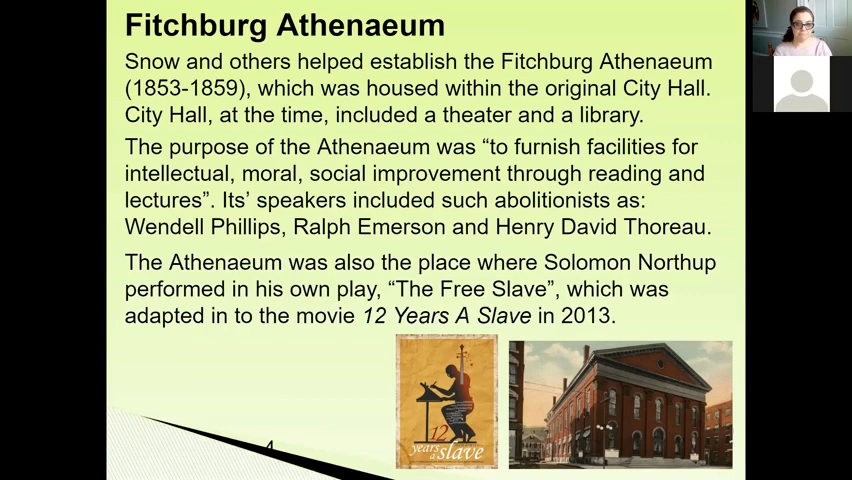 Fitchburg Athenaeum
Snow and others helped establish the Fitchburg Athenaeum
(1853-1859), which was housed within the original City Hall.
City Hall, at the time, included a theater and a library.
The purpose of the Athenaeum was “to furnish facilities for
intellectual, moral, social improvement through reading and
lectures”. Its’ speakers included such abolitionists as:
Wendell Phillips, Ralph Emerson and Henry David Thoreau.
The Athenaeum was also the place where Solomon Northup
performed in his own play, “The Free Slave”, which was
adapted in to the movie 12 Years A Slave in 2013.
12
years
a slave
4